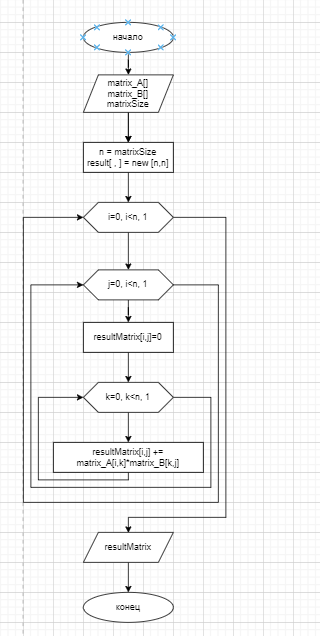 начало
matrix_A[]
matrix_B[]
matrixSize
n = matrixSize
result[ , ] = new [n,n]
i=0, i<n, 1
j=0, i<n, 1
resultMatrix[i,j]=0
k=0, k<n, 1
resultMatrix[i,j] +=
matrix_A[i,k]*matrix_B[k,j]
resultMatrix
конец